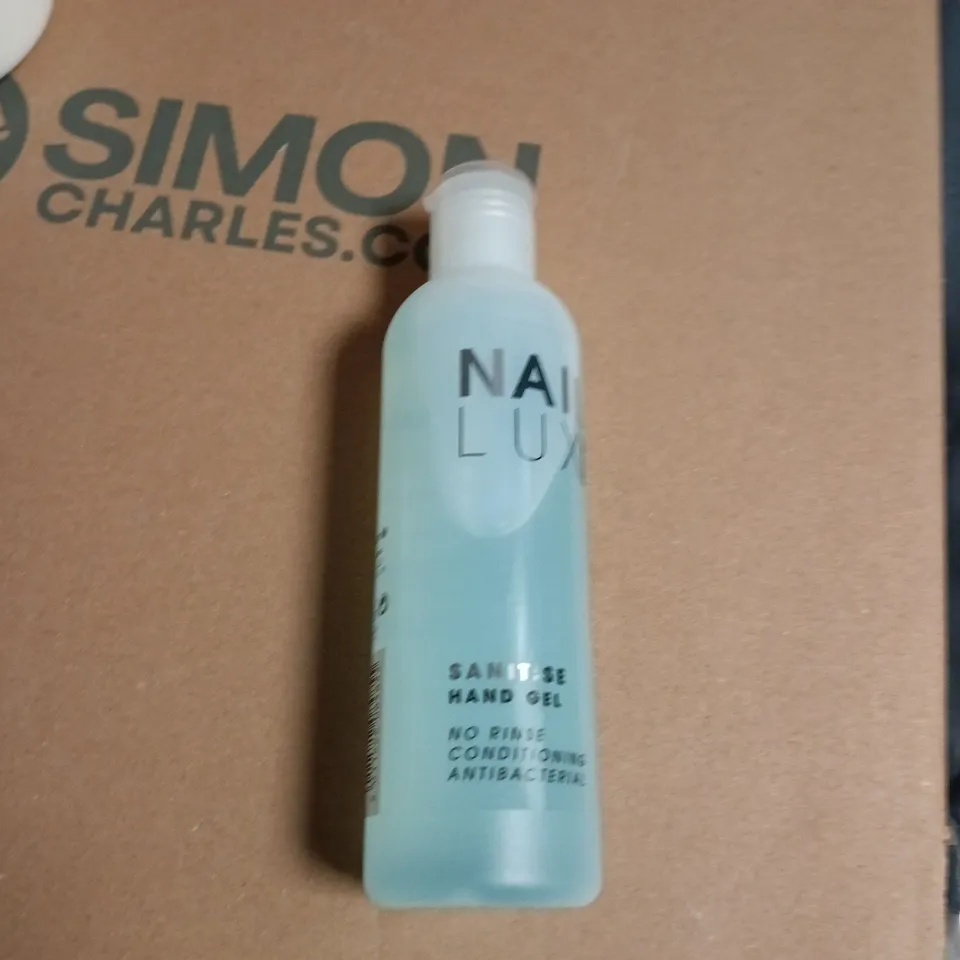 SIMON
CHARLES.CO
NAI
LUX
SANITISE
HAND GEL
NO RINSE
CONDITIONING
ANTIBACTERIAL